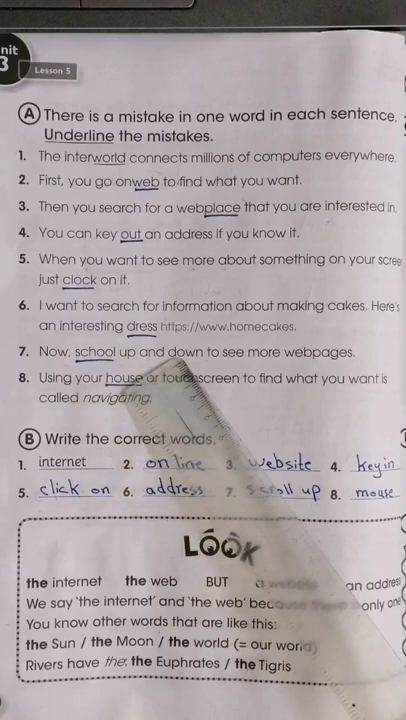 nit
3
Lesson 5
A There is a mistake in one word in each sentence.
Underline the mistakes.
1. The interworld connects millions of computers everywhere.
2. First, you go onweb to find what you want.
3. Then you search for a webplace that you are interested in.
4. You can key out an address if you know it.
5. When you want to see more about something on your scree
just clock on it.
6. I want to search for information about making cakes. Here's
an interesting dress https://www.homecakes.
7. Now, school up and down to see more webpages.
8. Using your house or touchscreen to find what you want is
called navigating.
B Write the correct words.
1. internet 2. online 3. website 4. key in
5. click on 6. address 7. scroll up 8. mouse
LOOK
the internet the web BUT a website an address
We say 'the internet' and 'the web' because there is only one
You know other words that are like this:
the Sun / the Moon / the world (= our world)
Rivers have the: the Euphrates / the Tigris